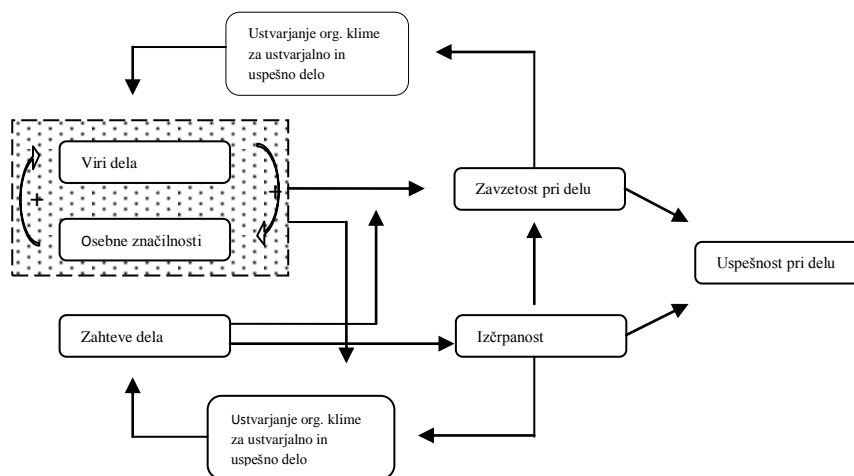 Ustvarjanje org. klime
za ustvarjalno in
uspešno delo
Viri dela
+
+
Osebne značilnosti
Zavzetost pri delu
Uspešnost pri delu
Zahteve dela
Izčrpanost
Ustvarjanje org. klime
za ustvarjalno in
uspešno delo